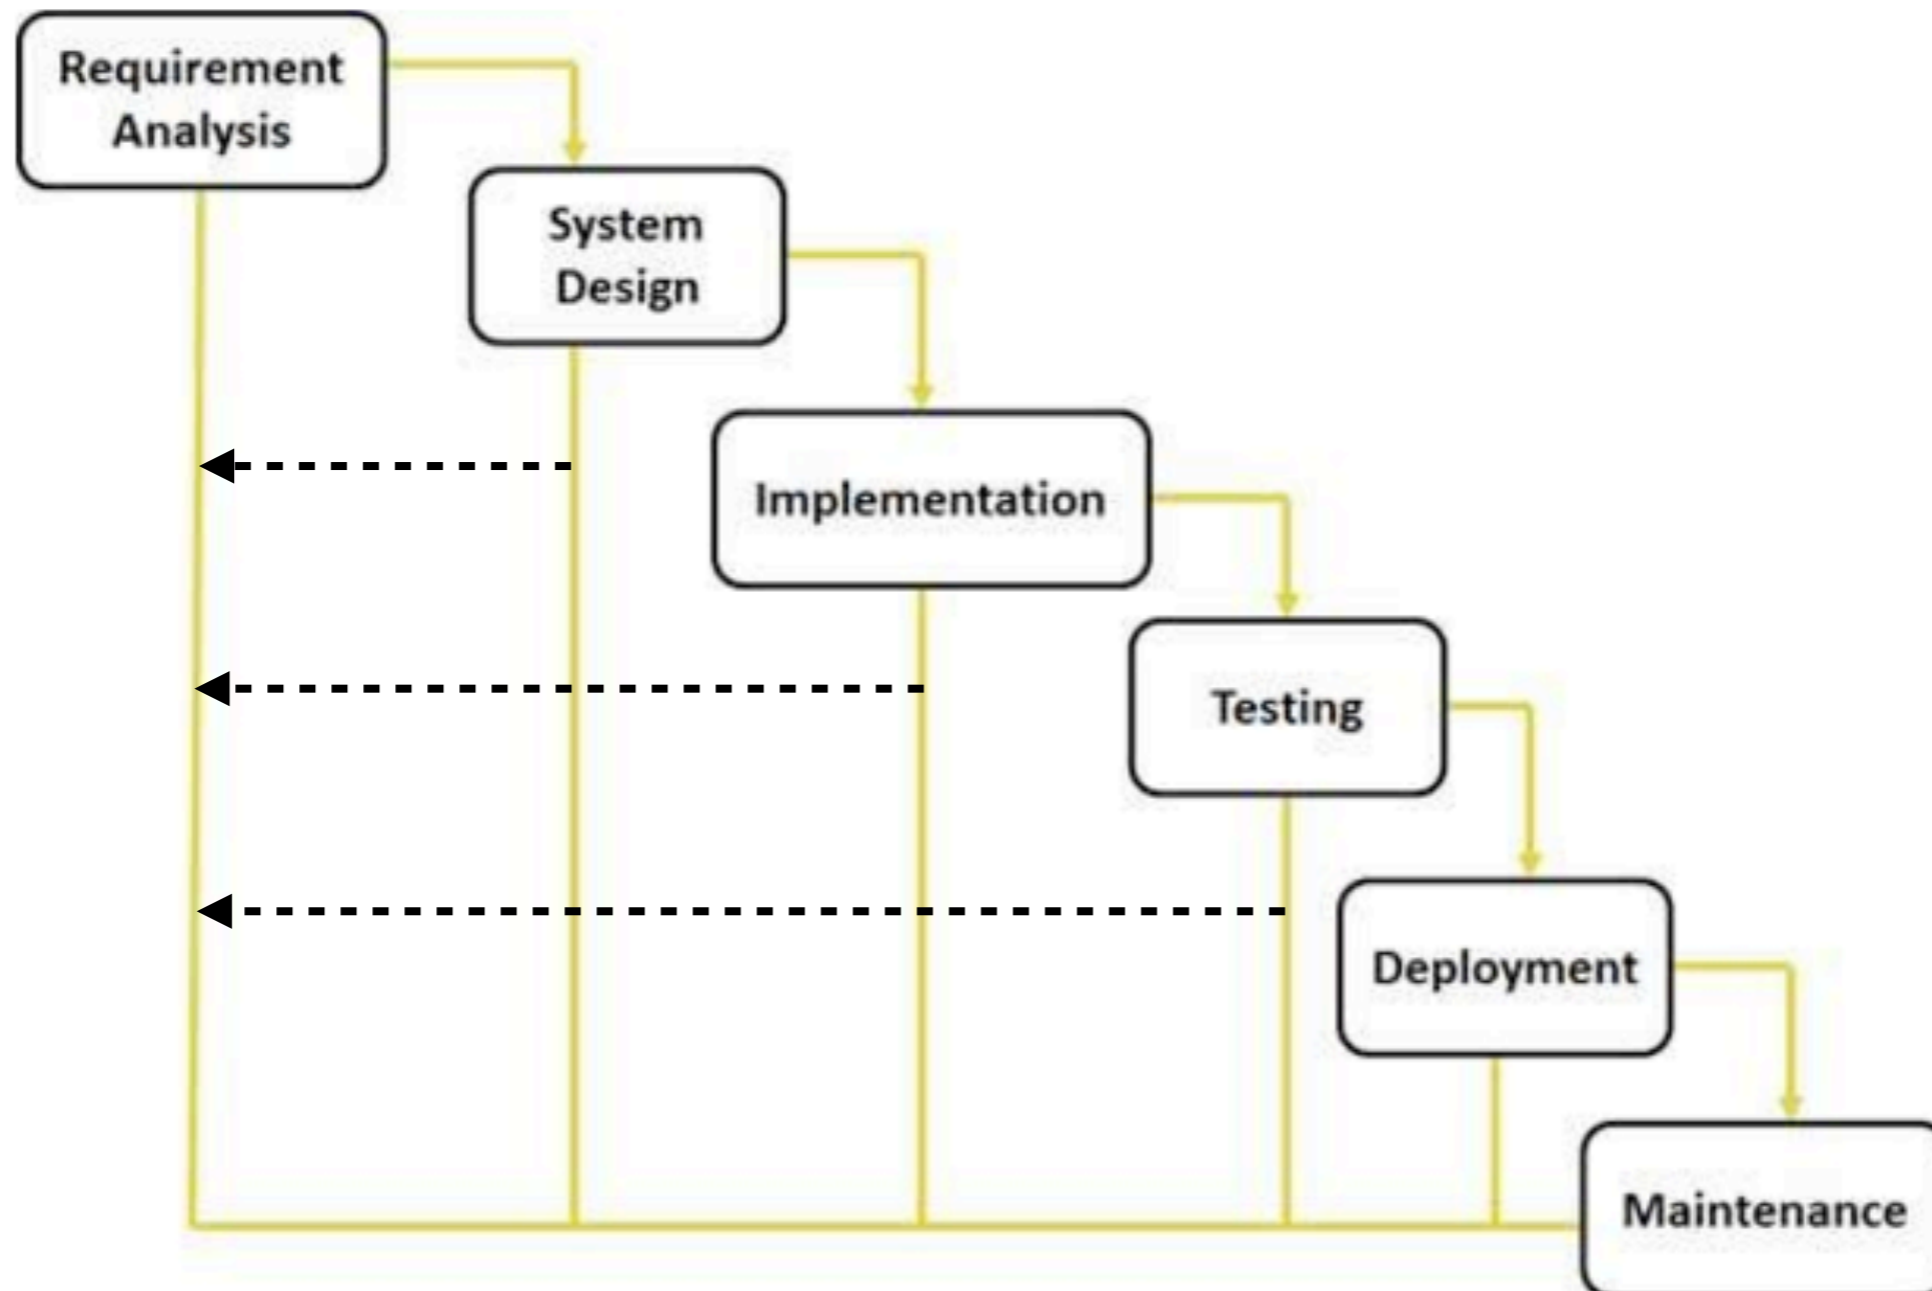 Requirement
Analysis
System
Design
Implementation
Testing
Deployment
Maintenance